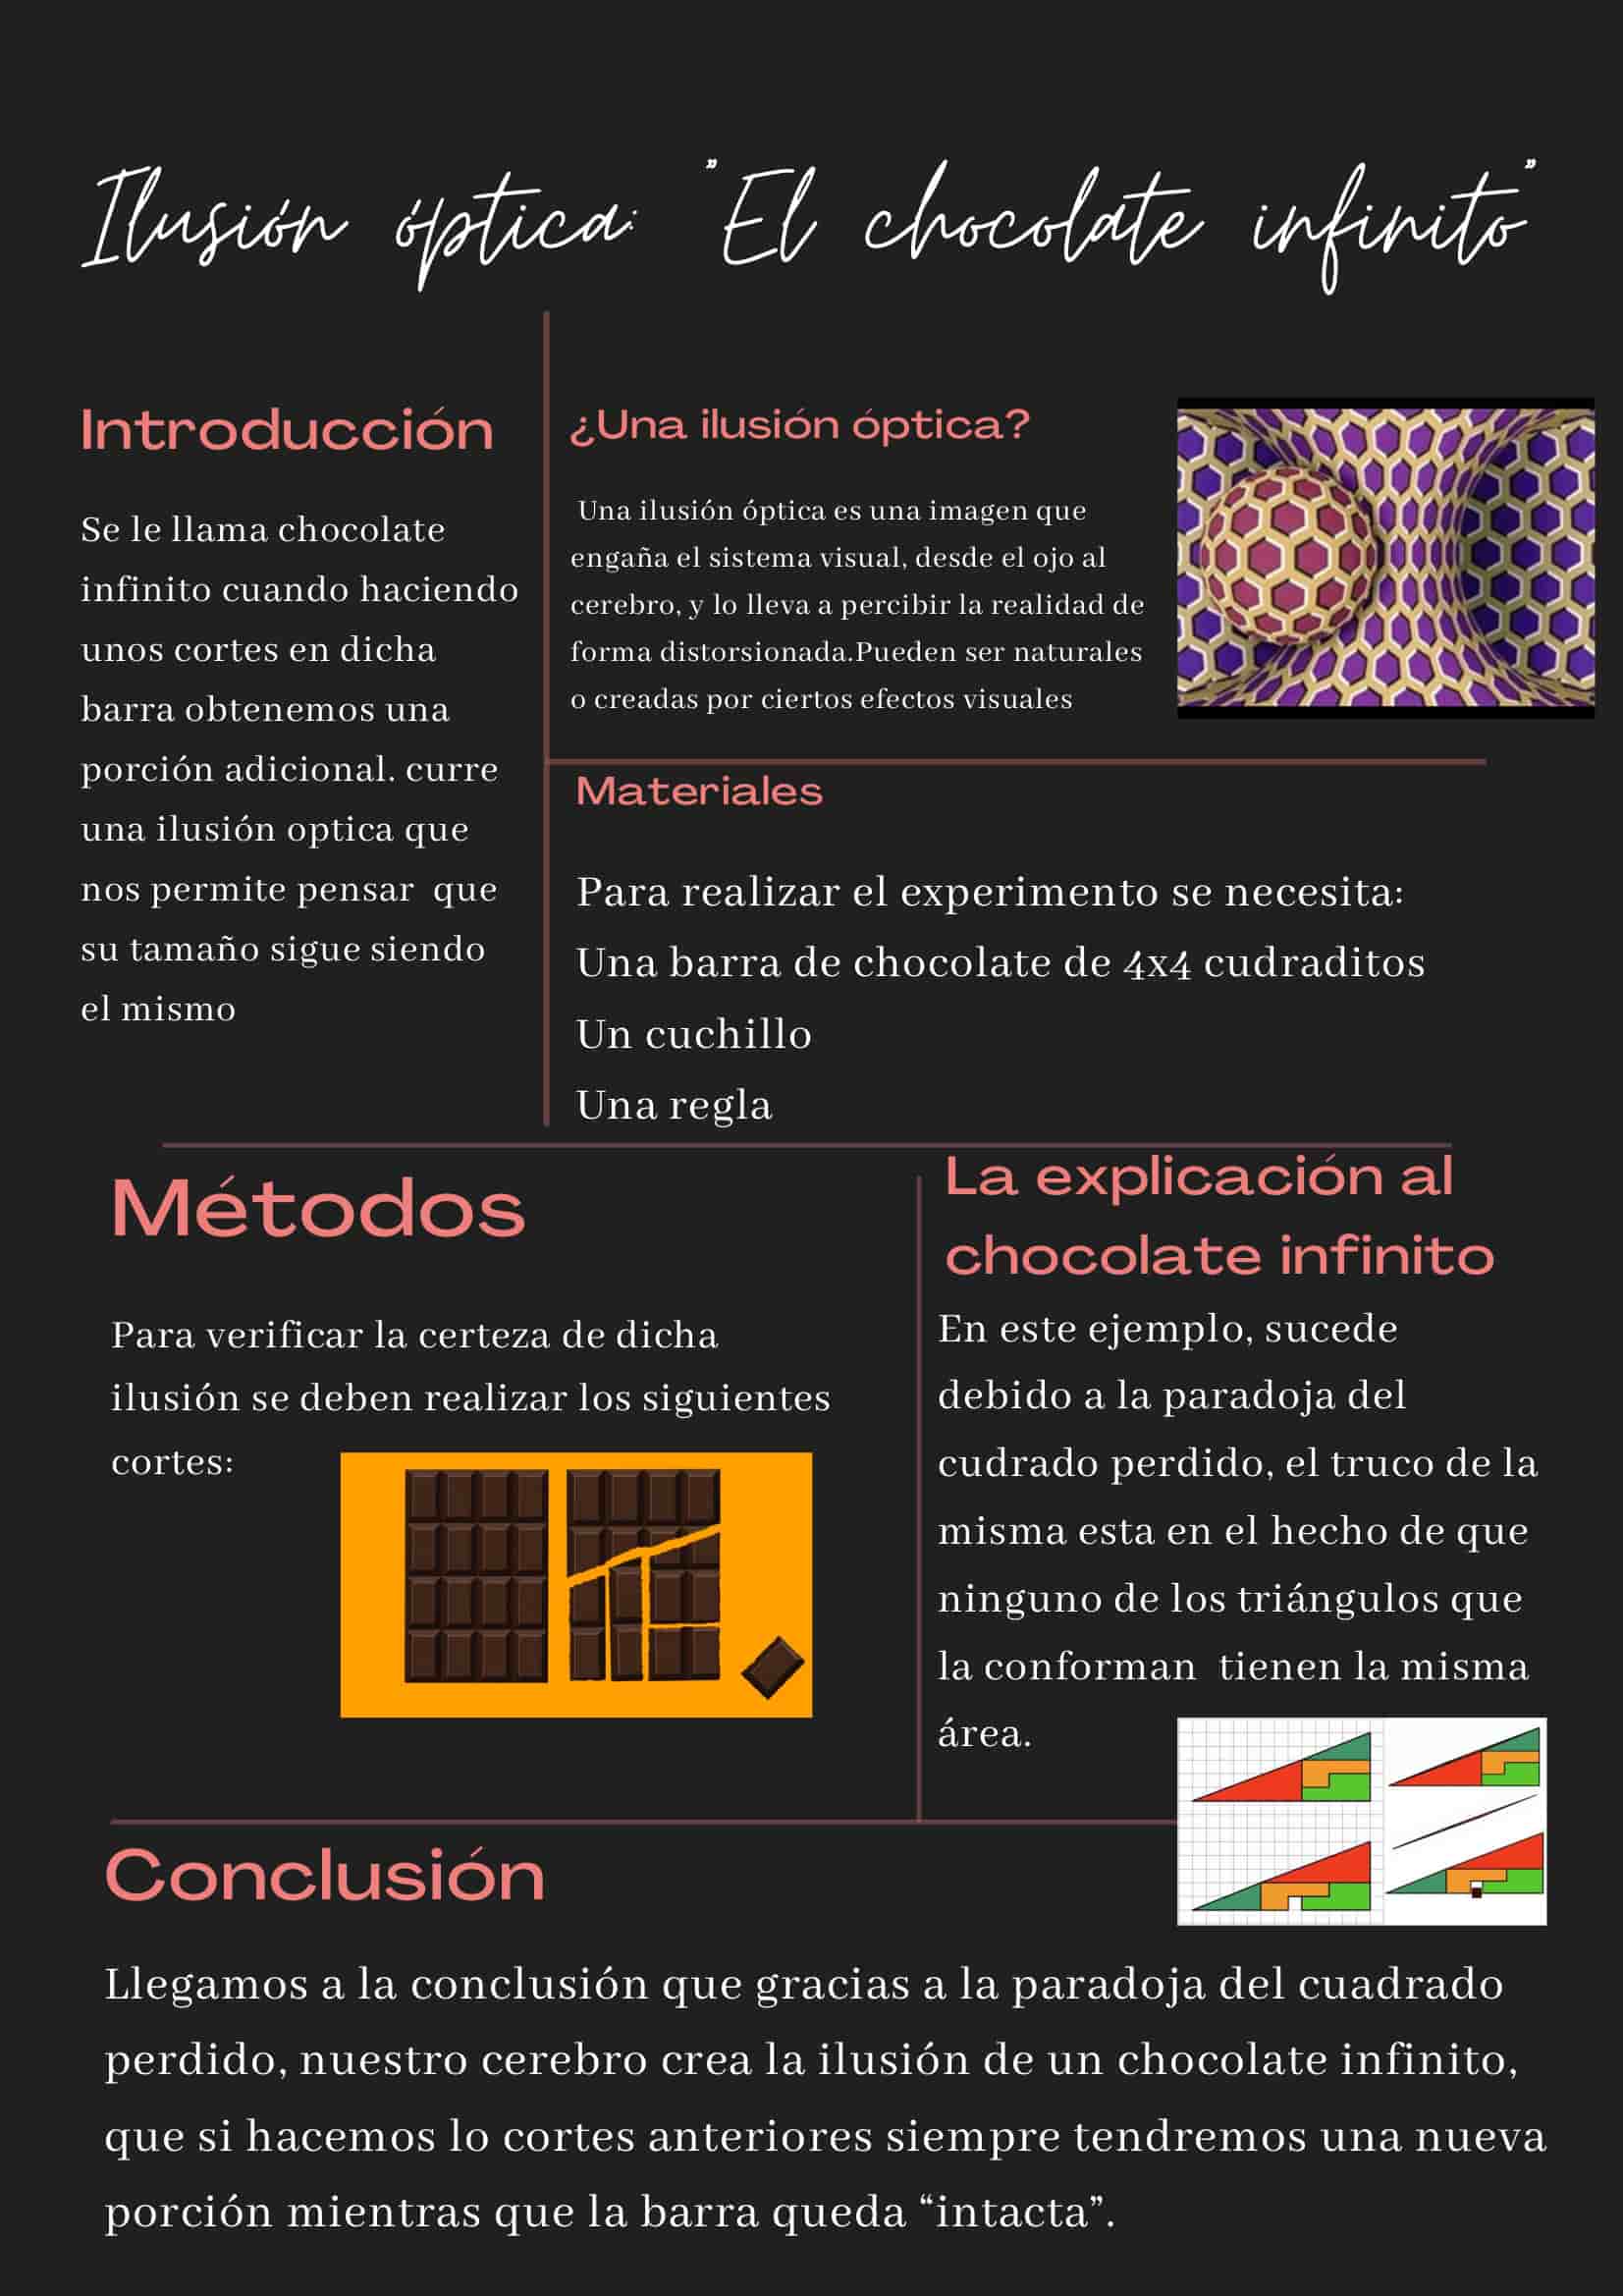 Ilusión óptica: "El chocolate infinito"
Introducción
Se le llama chocolate
infinito cuando haciendo
unos cortes en dicha
barra obtenemos una
porción adicional. curre
una ilusión optica que
nos permite pensar  que
su tamaño sigue siendo
el mismo
¿Una ilusión óptica?
Una ilusión óptica es una imagen que
engaña el sistema visual, desde el ojo al
cerebro, y lo lleva a percibir la realidad de
forma distorsionada.Pueden ser naturales
o creadas por ciertos efectos visuales
Materiales
Para realizar el experimento se necesita:
Una barra de chocolate de 4x4 cudraditos
Un cuchillo
Una regla
Métodos
Para verificar la certeza de dicha
ilusión se deben realizar los siguientes
cortes:
La explicación al
chocolate infinito
En este ejemplo, sucede
debido a la paradoja del
cudrado perdido, el truco de la
misma esta en el hecho de que
ninguno de los triángulos que
la conforman  tienen la misma
área.
Conclusión
Llegamos a la conclusión que gracias a la paradoja del cuadrado
perdido, nuestro cerebro crea la ilusión de un chocolate infinito,
que si hacemos lo cortes anteriores siempre tendremos una nueva
porción mientras que la barra queda “intacta”.